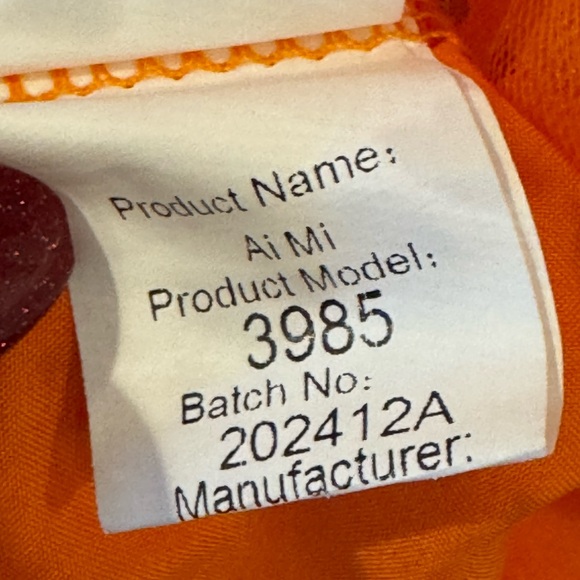 Product Name:
Ai Mi
Product Model:
3985
Batch No:
202412A
Manufacturer: